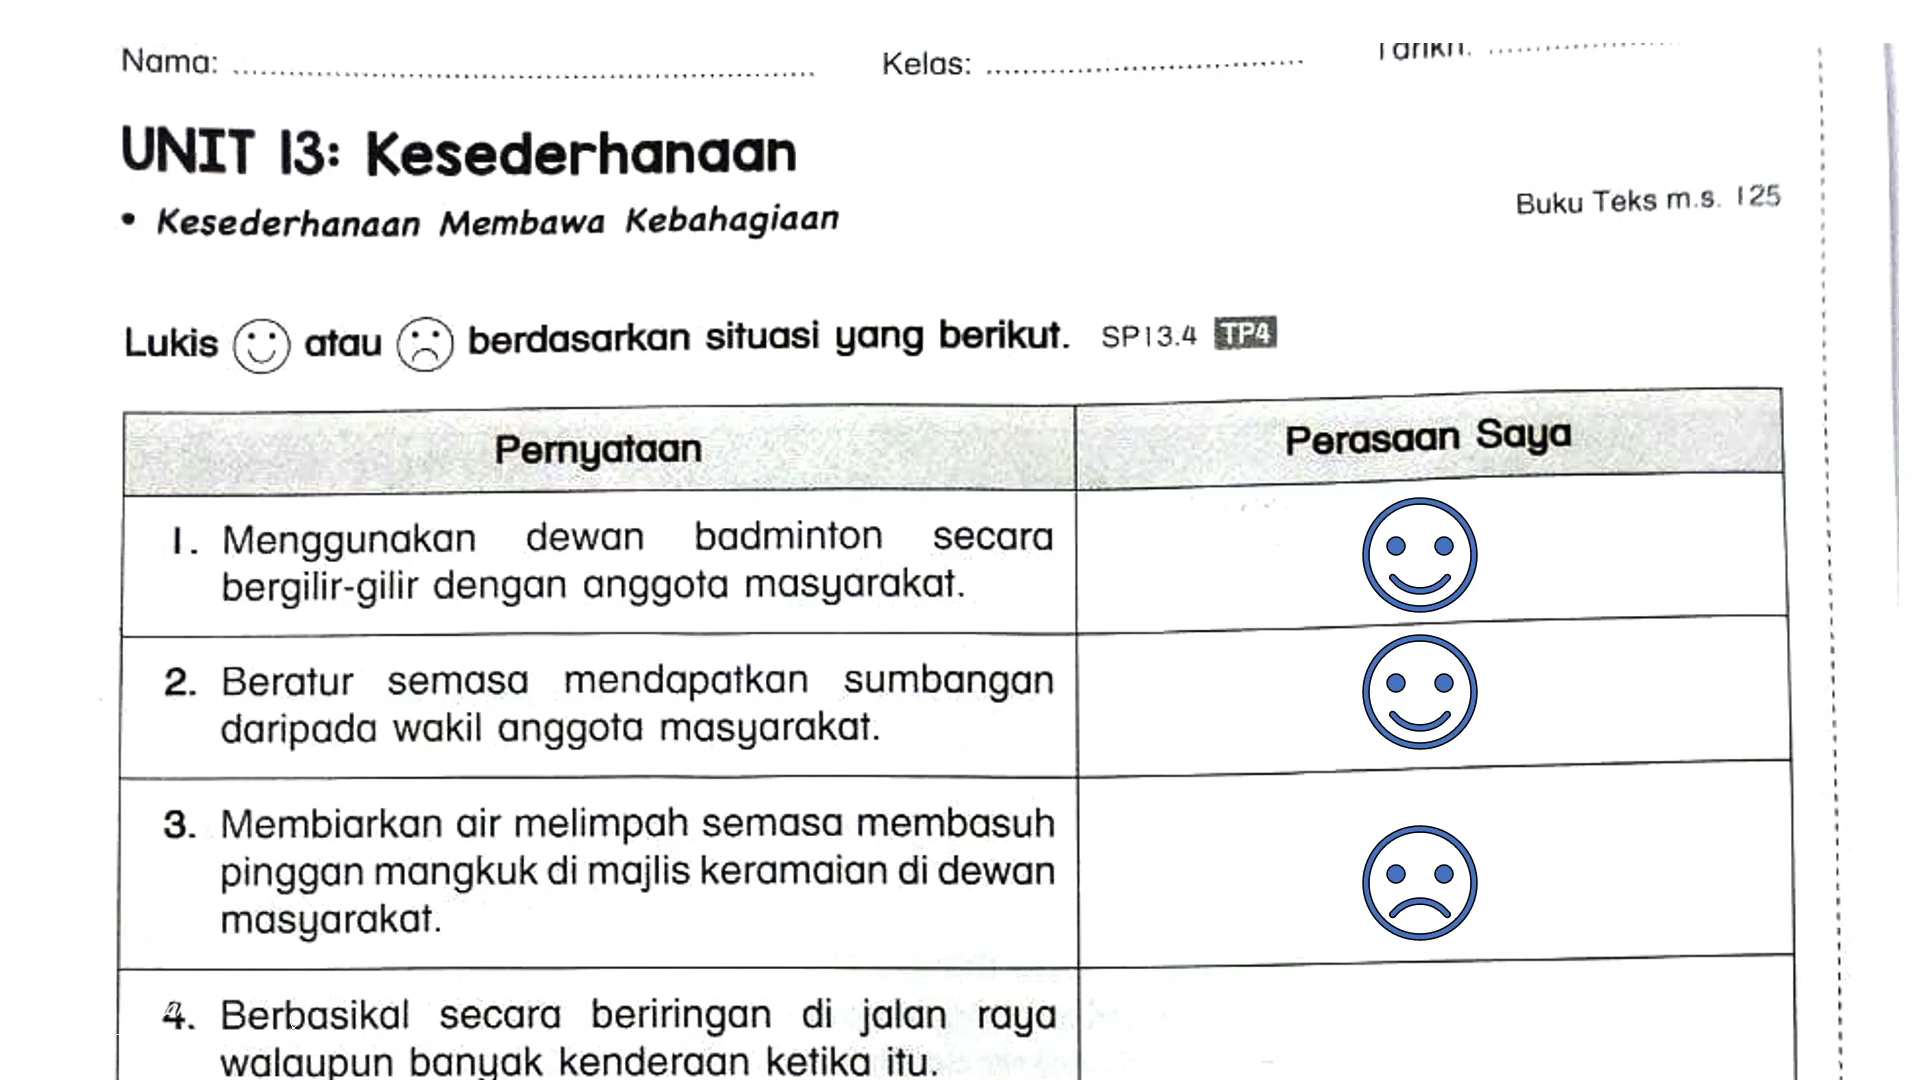 Nama: Kelas: Tarikh:
UNIT 13: Kesederhanaan
• Kesederhanaan Membawa Kebahagiaan
Buku Teks m.s. 125
Lukis atau berdasarkan situasi yang berikut. SP13.4 TP4
Pernyataan Perasaan Saya
1. Menggunakan dewan badminton secara
bergilir-gilir dengan anggota masyarakat.
2. Beratur semasa mendapatkan sumbangan
daripada wakil anggota masyarakat.
3. Membiarkan air melimpah semasa membasuh
pinggan mangkuk di majlis keramaian di dewan
masyarakat.
4. Berbasikal secara beriringan di jalan raya
walaupun banyak kenderaan ketika itu.